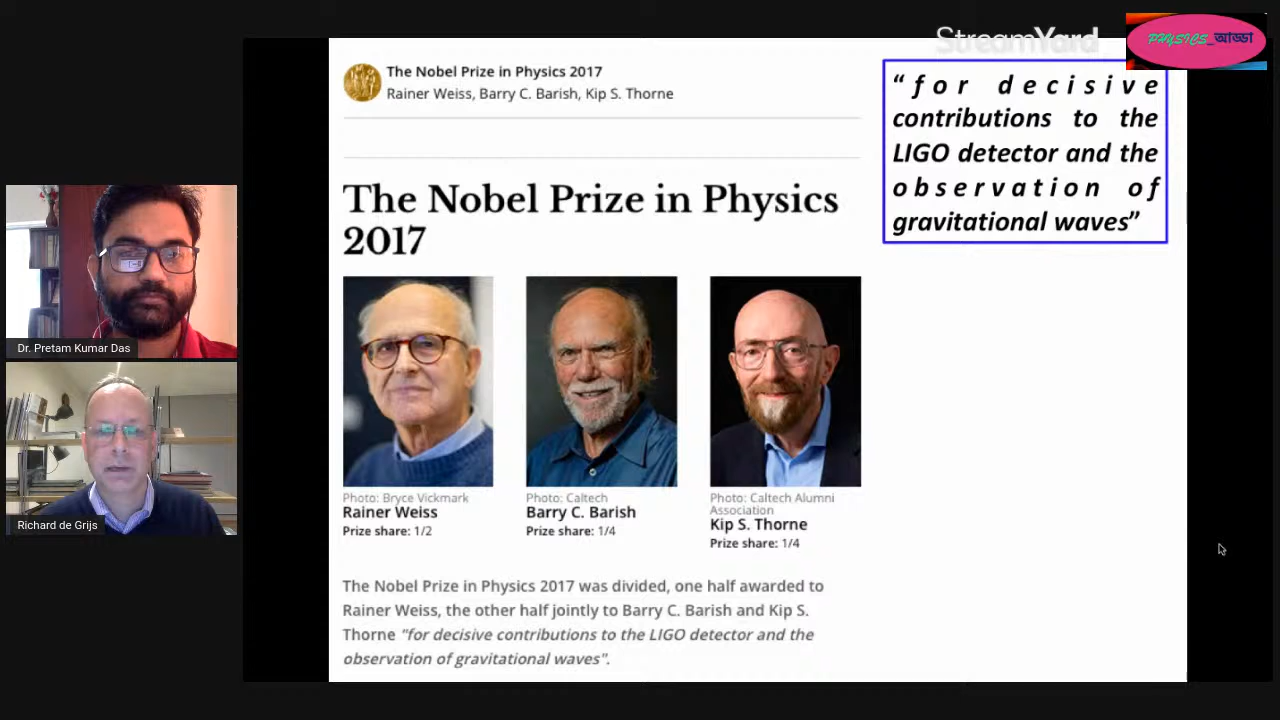 StreamYard
PHYSICS_আড্ডা
The Nobel Prize in Physics 2017
Rainer Weiss, Barry C. Barish, Kip S. Thorne
“for decisive
contributions to the
LIGO detector and the
observation of
gravitational waves”
The Nobel Prize in Physics
2017
Photo: Bryce Vickmark
Rainer Weiss
Prize share: 1/2
Photo: Caltech
Barry C. Barish
Prize share: 1/4
Photo: Caltech Alumni
Association
Kip S. Thorne
Prize share: 1/4
The Nobel Prize in Physics 2017 was divided, one half awarded to
Rainer Weiss, the other half jointly to Barry C. Barish and Kip S.
Thorne "for decisive contributions to the LIGO detector and the
observation of gravitational waves".
Dr. Pretam Kumar Das
Richard de Grijs